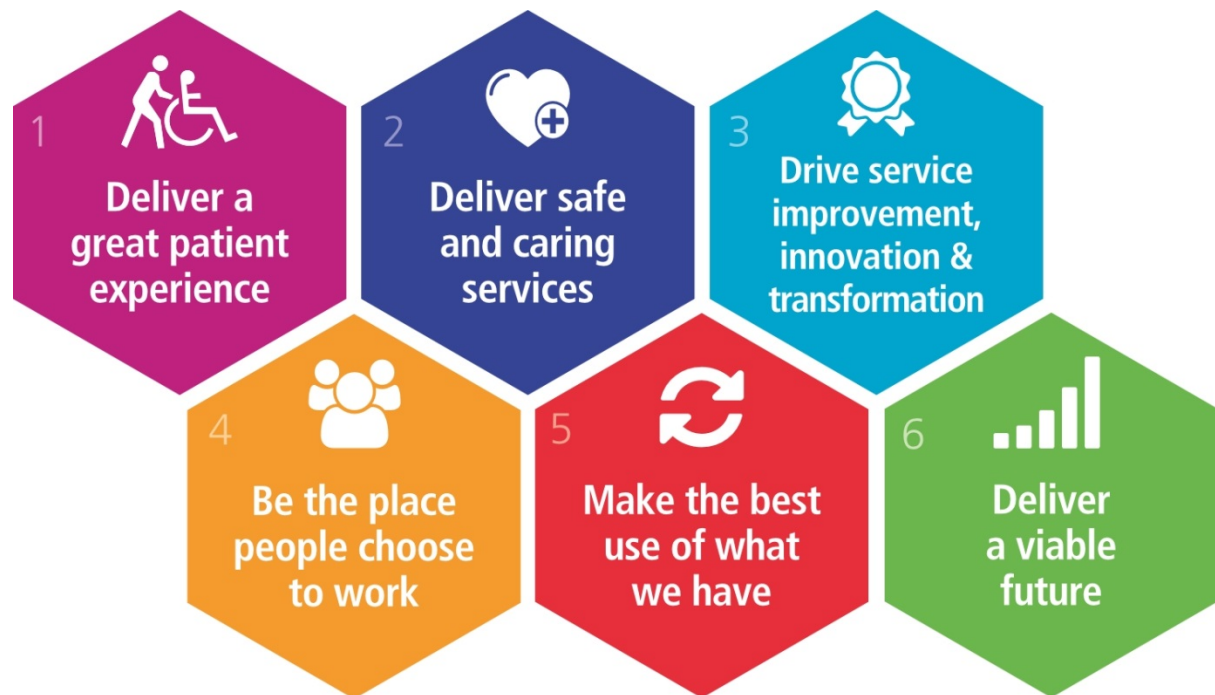 1
Deliver a
great patient
experience
2
Deliver safe
and caring
services
3
Drive service
improvement,
innovation &
transformation
4
Be the place
people choose
to work
5
Make the best
use of what
we have
6
Deliver
a viable
future